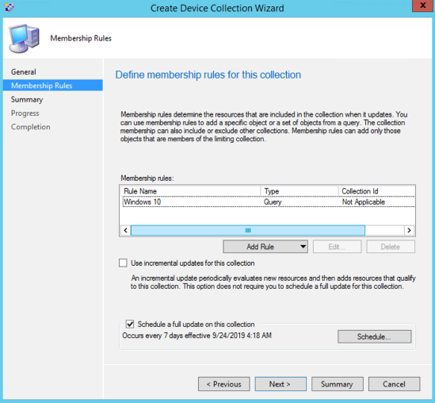 Create Device Collection Wizard
x
Membership Rules
General
Membership Rules
Summary
Progress
Completion
Define membership rules for this collection
Membership rules determine the resources that are included in the collection when it updates. You
can use membership rules to add a specific object or a set of objects from a query. The collection
membership can also include or exclude other collections. Membership rules can add only those
objects that are members of the limiting collection.
Membership rules:
Rule Name Type Collection Id
Windows 10 Query Not Applicable
Add Rule Edit... Delete
Use incremental updates for this collection
An incremental update periodically evaluates new resources and then adds resources that qualify
to this collection. This option does not require you to schedule a full update for this collection.
Schedule a full update on this collection
Occurs every 7 days effective 9/24/2019 4:18 AM Schedule...
< Previous Next > Summary Cancel